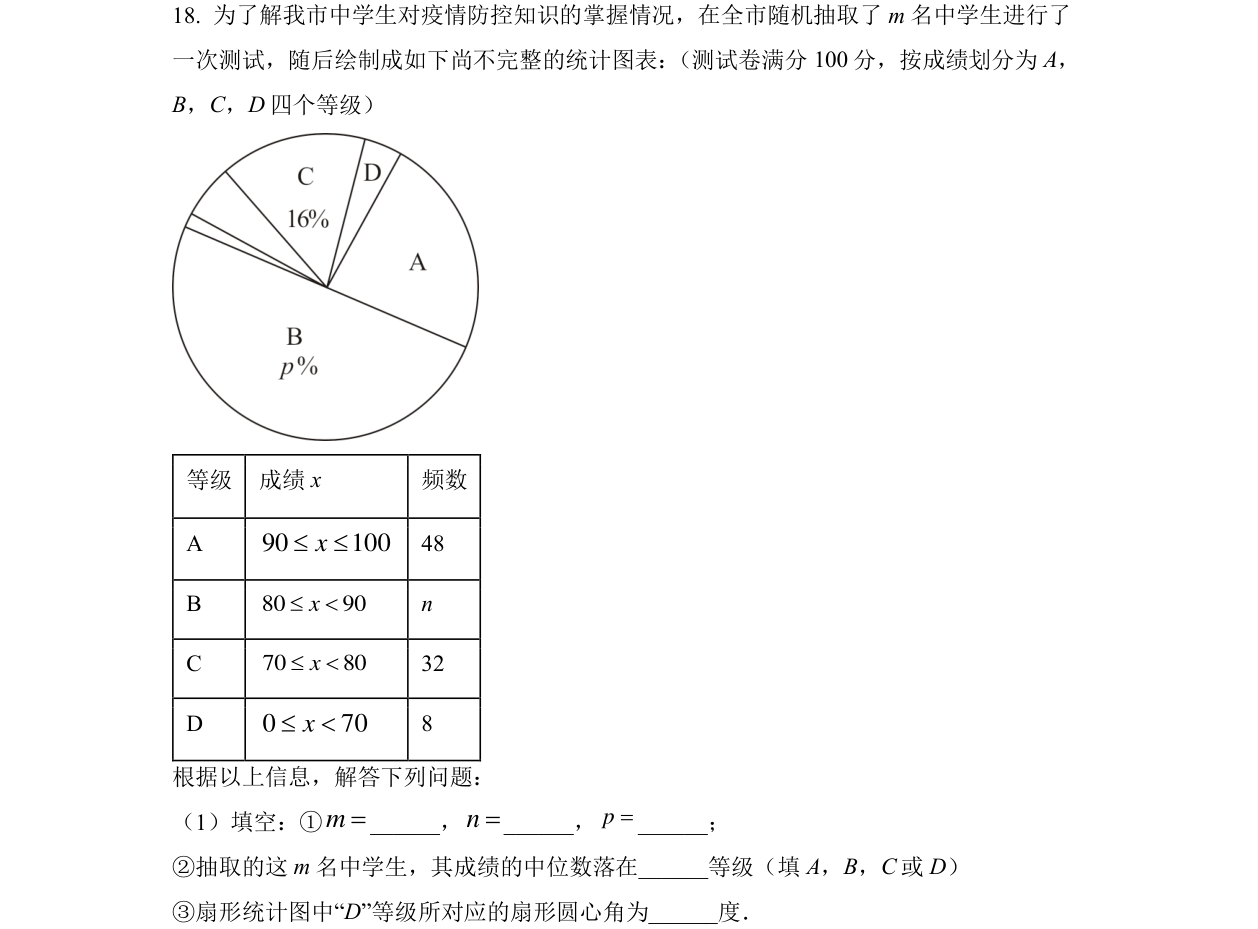 18. 为了解我市中学生对疫情防控知识的掌握情况，在全市随机抽取了 m 名中学生进行了
一次测试，随后绘制成如下尚不完整的统计图表：（测试卷满分 100 分，按成绩划分为 A，
B，C，D 四个等级）
C
16%
D
A
B
p%
等级 成绩 x 频数
A 90≤x≤100 48
B 80≤x<90 n
C 70≤x<80 32
D 0≤x<70 8
根据以上信息，解答下列问题：
（1）填空：①m=______，n=______，p=______；
②抽取的这 m 名中学生，其成绩的中位数落在______等级（填 A，B，C 或 D）
③扇形统计图中“D”等级所对应的扇形圆心角为______度．